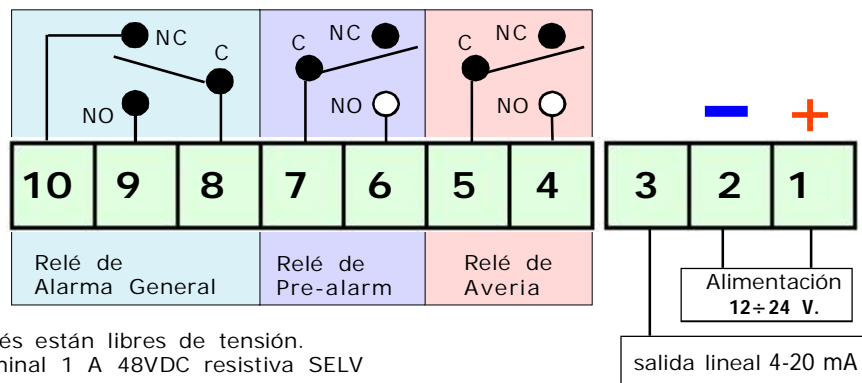 NC C C NC C NC
NO NO NO − +
10 9 8 7 6 5 4 3 2 1
Relé de
Alarma General
Relé de
Pre-alarm
Relé de
Averia
Alimentación
12÷24 V.
és están libres de tensión.
minal 1 A 48VDC resistiva SELV
salida lineal 4-20 mA